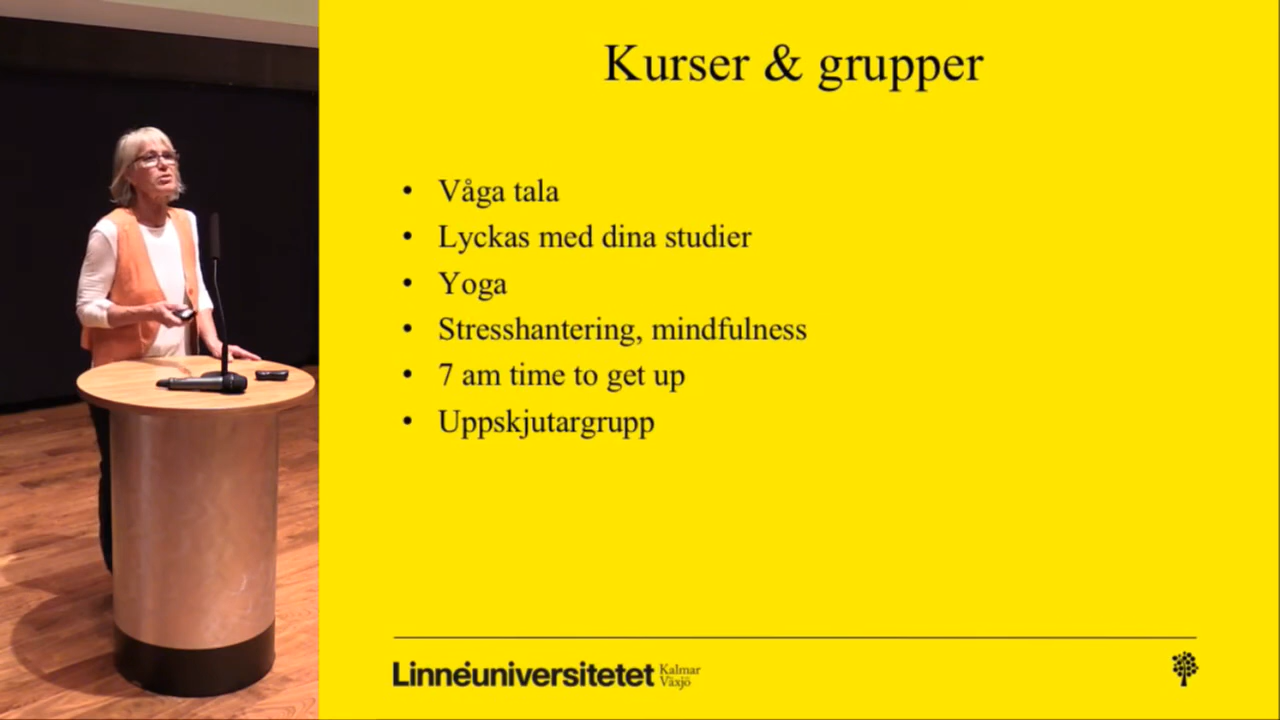 Kurser & grupper
• Våga tala
• Lyckas med dina studier
• Yoga
• Stresshantering, mindfulness
• 7 am time to get up
• Uppskjutargrupp
Linnéuniversitetet Kalmar
Växjö